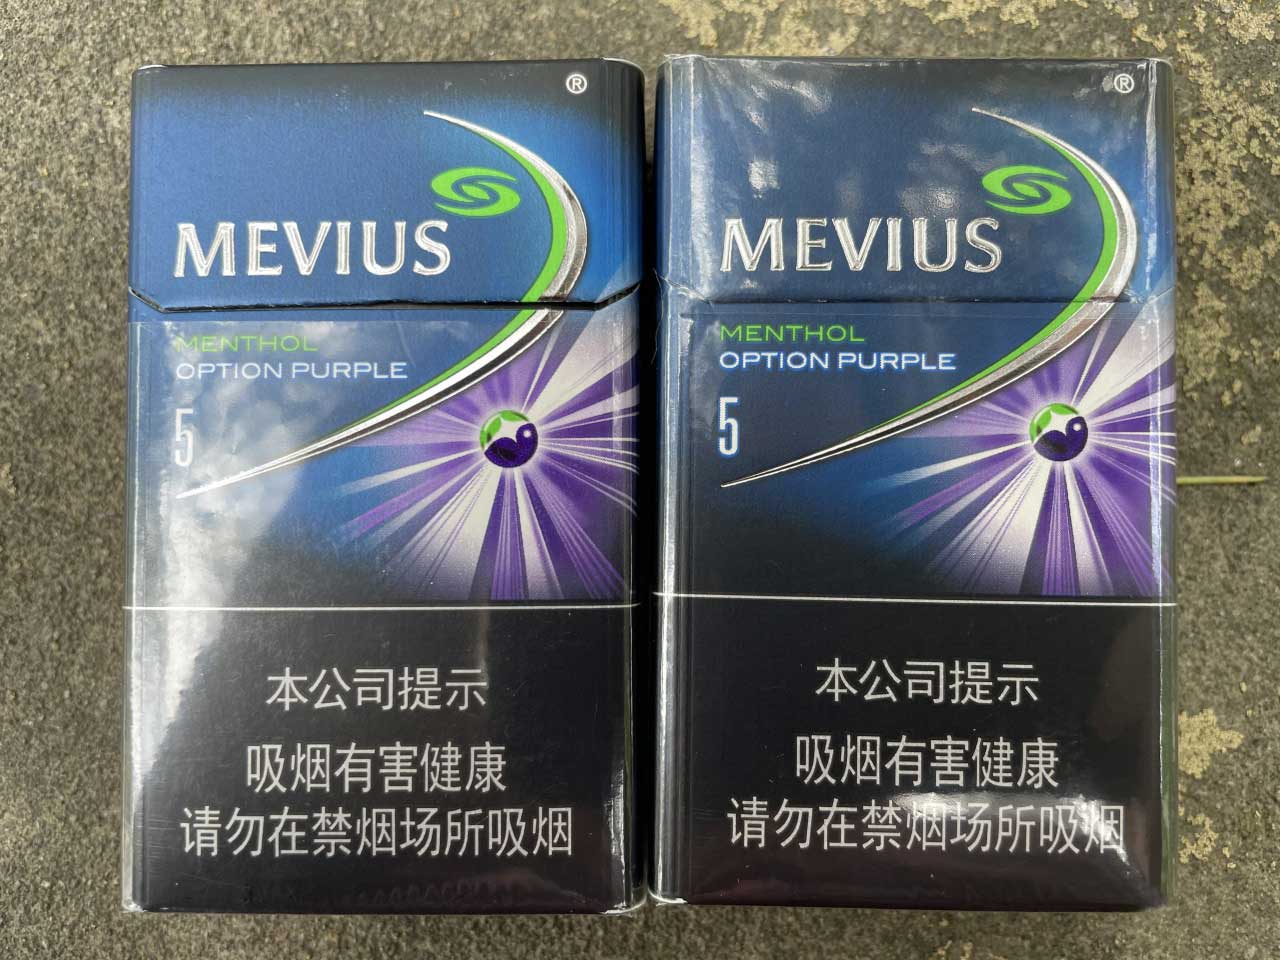 ®
MEVIUS
MENTHOL
OPTION PURPLE
5
本公司提示
吸烟有害健康
请勿在禁烟场所吸烟
®
MEVIUS
MENTHOL
OPTION PURPLE
5
本公司提示
吸烟有害健康
请勿在禁烟场所吸烟